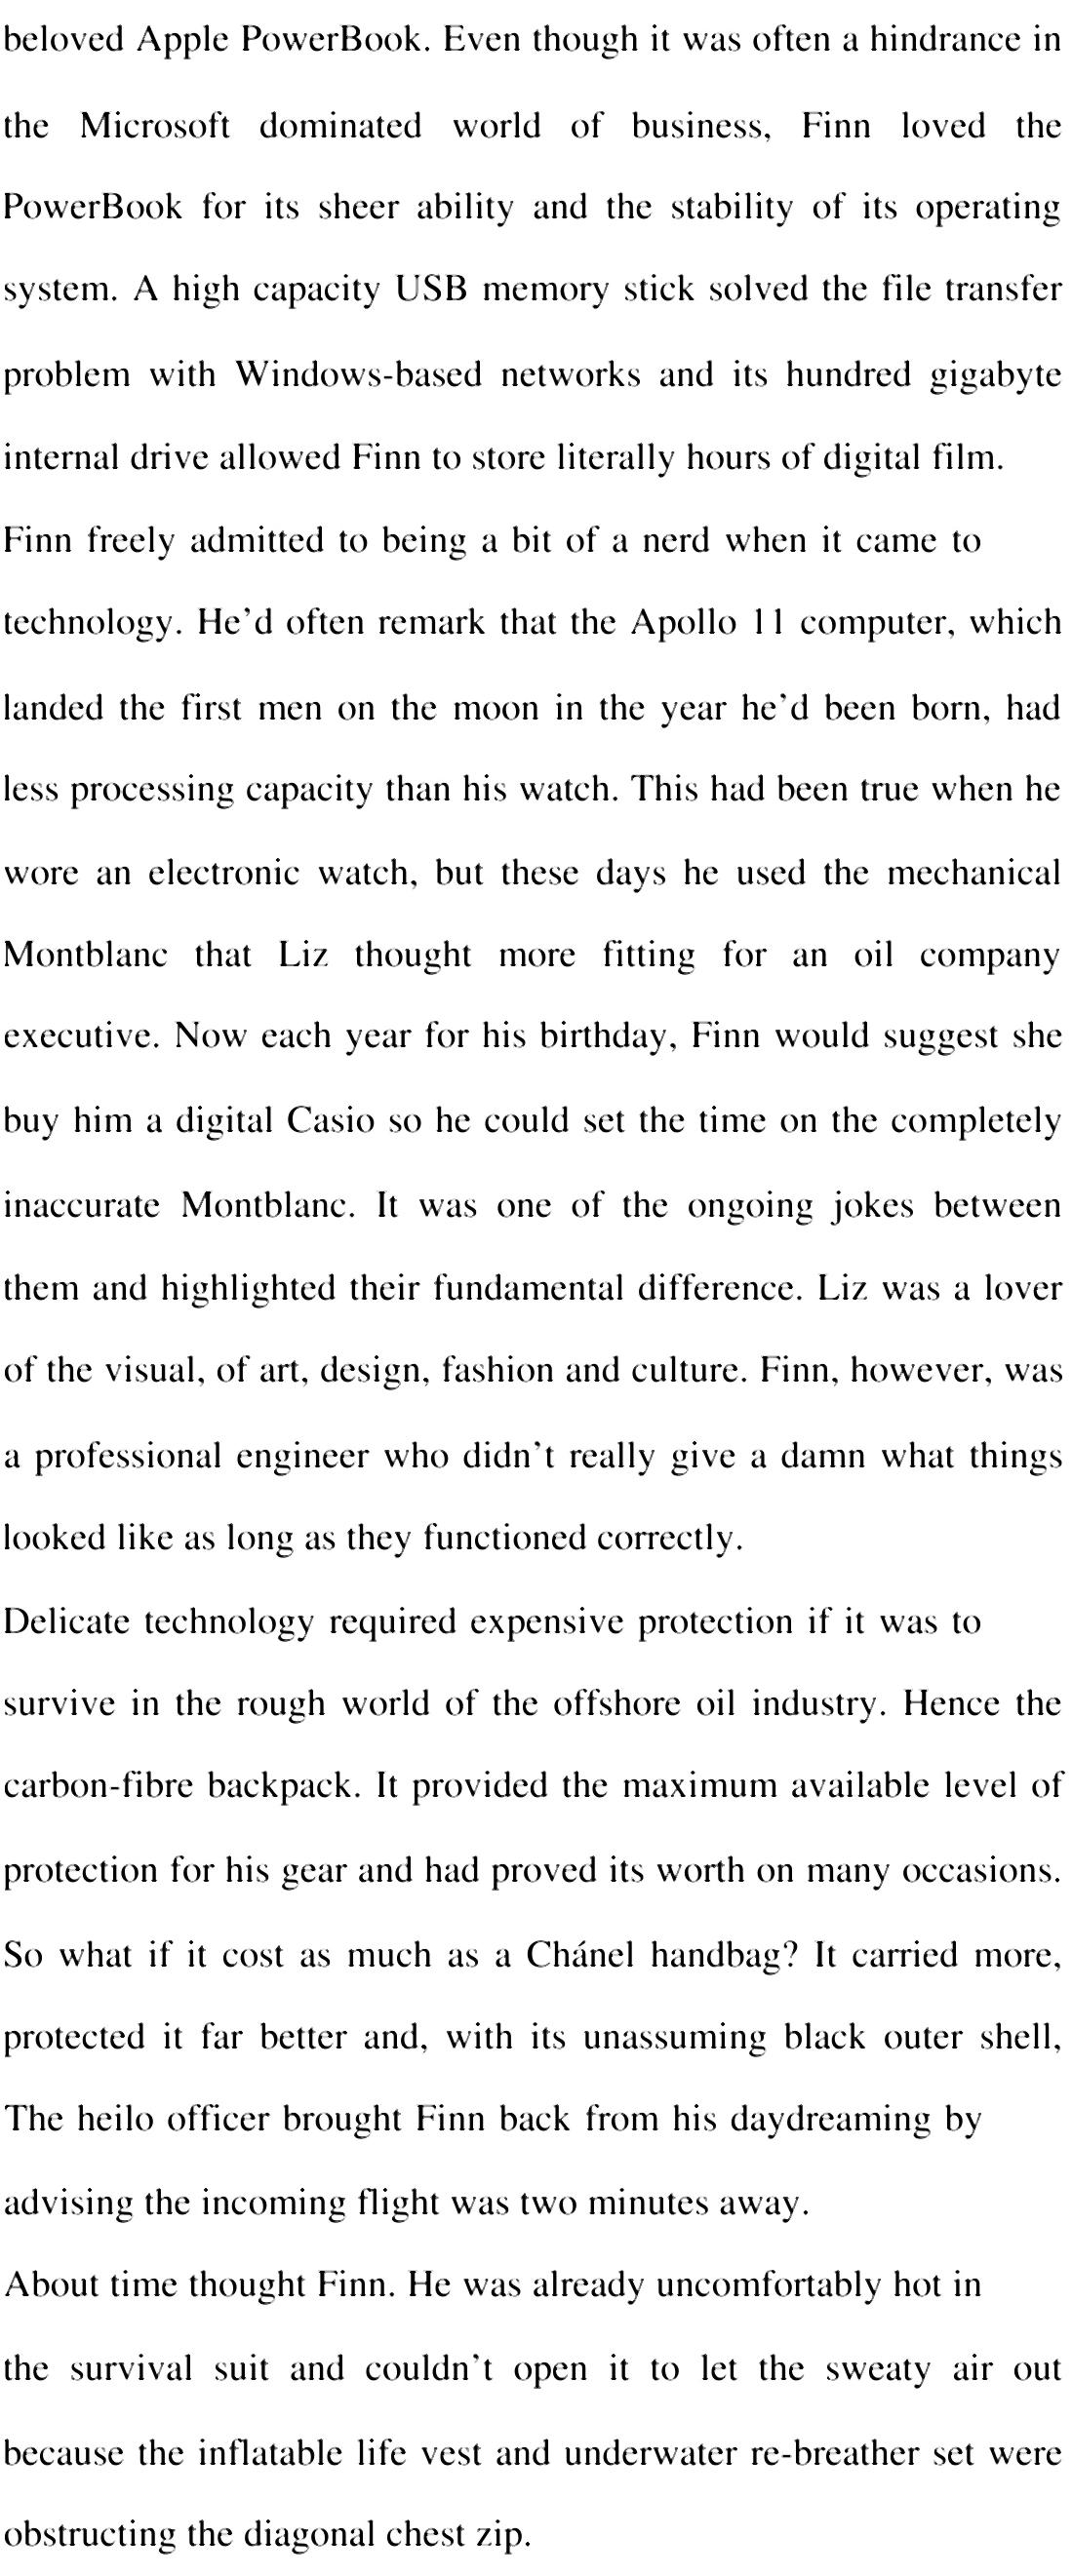 beloved Apple PowerBook. Even though it was often a hindrance in
the Microsoft dominated world of business, Finn loved the
PowerBook for its sheer ability and the stability of its operating
system. A high capacity USB memory stick solved the file transfer
problem with Windows-based networks and its hundred gigabyte
internal drive allowed Finn to store literally hours of digital film.
Finn freely admitted to being a bit of a nerd when it came to
technology. He’d often remark that the Apollo 11 computer, which
landed the first men on the moon in the year he’d been born, had
less processing capacity than his watch. This had been true when he
wore an electronic watch, but these days he used the mechanical
Montblanc that Liz thought more fitting for an oil company
executive. Now each year for his birthday, Finn would suggest she
buy him a digital Casio so he could set the time on the completely
inaccurate Montblanc. It was one of the ongoing jokes between
them and highlighted their fundamental difference. Liz was a lover
of the visual, of art, design, fashion and culture. Finn, however, was
a professional engineer who didn’t really give a damn what things
looked like as long as they functioned correctly.
Delicate technology required expensive protection if it was to
survive in the rough world of the offshore oil industry. Hence the
carbon-fibre backpack. It provided the maximum available level of
protection for his gear and had proved its worth on many occasions.
So what if it cost as much as a Chánel handbag? It carried more,
protected it far better and, with its unassuming black outer shell,
The heilo officer brought Finn back from his daydreaming by
advising the incoming flight was two minutes away.
About time thought Finn. He was already uncomfortably hot in
the survival suit and couldn’t open it to let the sweaty air out
because the inflatable life vest and underwater re-breather set were
obstructing the diagonal chest zip.